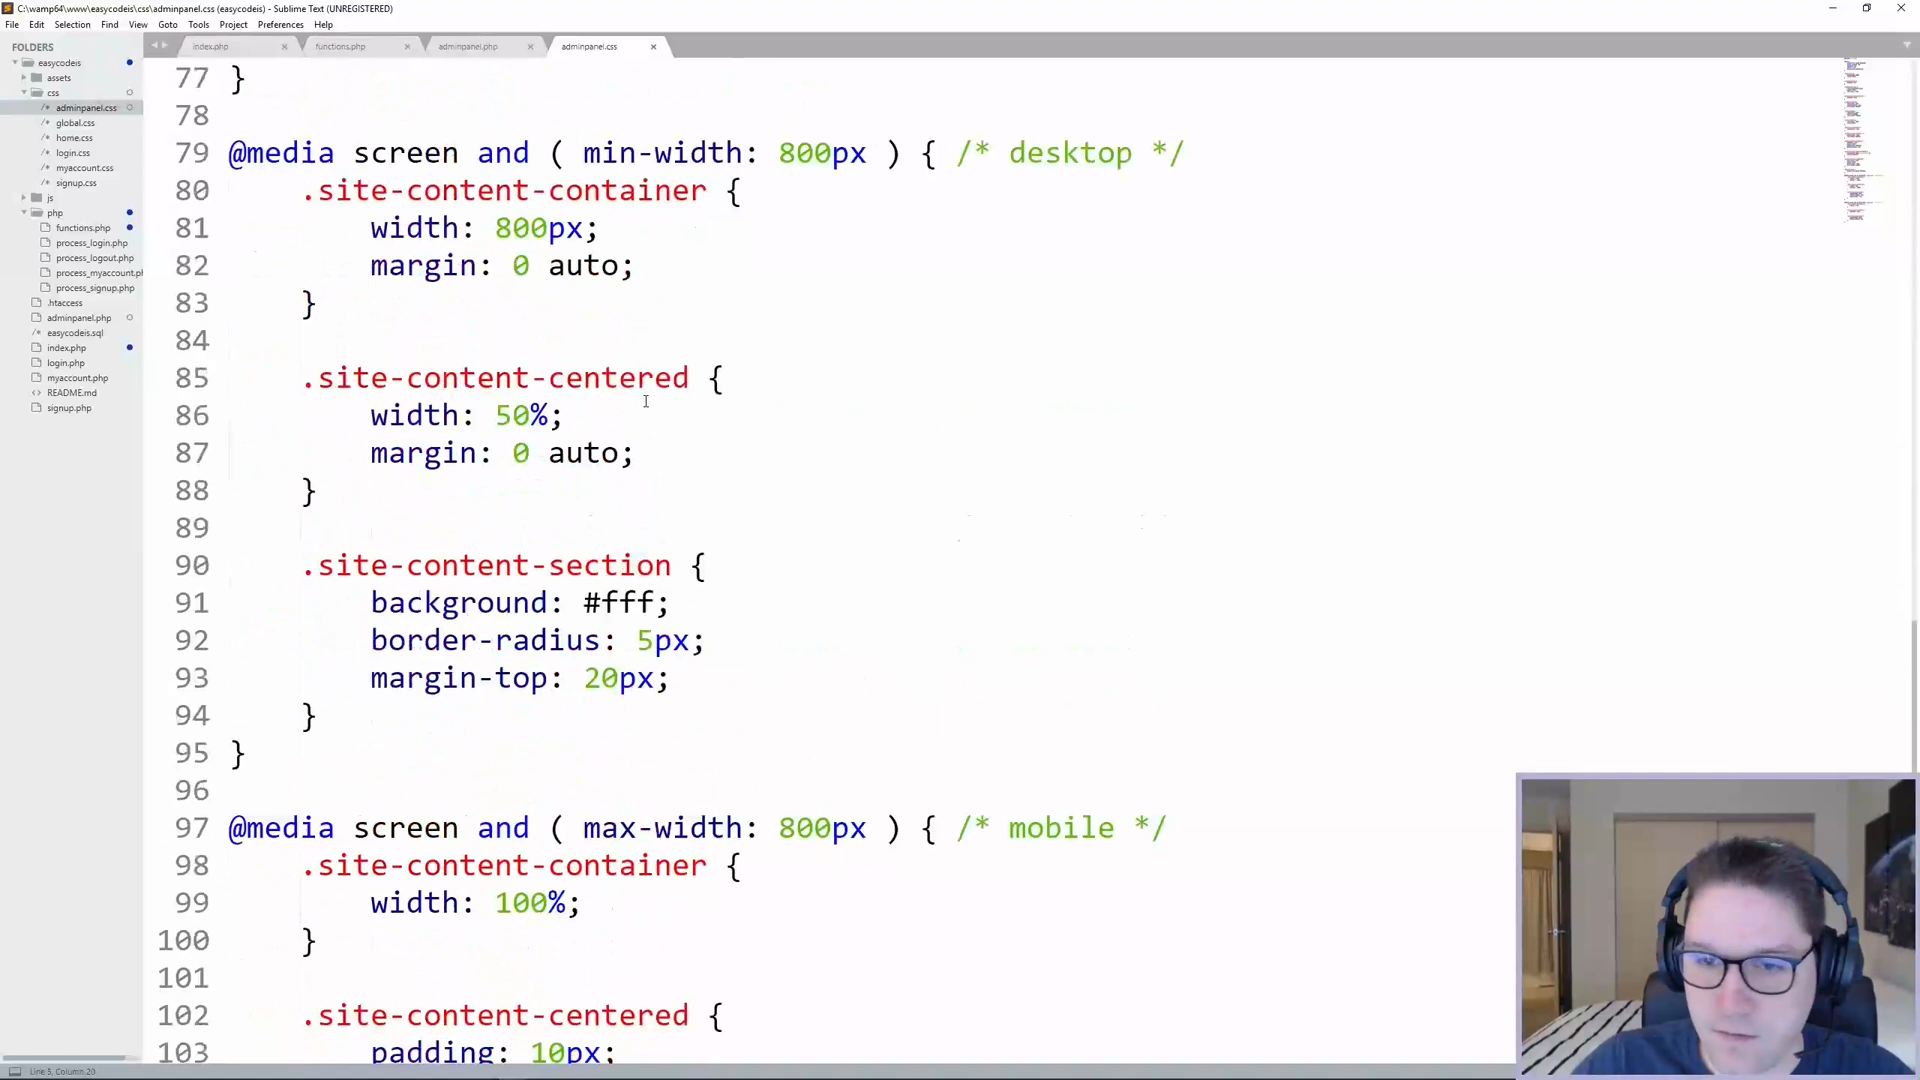 C:\wamp64\www\easycodeis\css\adminpanel.css (easycodeis) - Sublime Text (UNREGISTERED)
File Edit Selection Find View Goto Tools Project Preferences Help
FOLDERS
easycodeis
assets
css
/* adminpanel.css
/* global.css
/* home.css
/* login.css
/* myaccount.css
/* signup.css
js
php
functions.php
process_login.php
process_logout.php
process_myaccount.ph
process_signup.php
.htaccess
adminpanel.php
/* easycodeis.sql
index.php
login.php
myaccount.php
<> README.md
signup.php
index.php functions.php adminpanel.php adminpanel.css
77 }
78
79 @media screen and ( min-width: 800px ) { /* desktop */
80 .site-content-container {
81 width: 800px;
82 margin: 0 auto;
83 }
84
85 .site-content-centered {
86 width: 50%;
87 margin: 0 auto;
88 }
89
90 .site-content-section {
91 background: #fff;
92 border-radius: 5px;
93 margin-top: 20px;
94 }
95 }
96
97 @media screen and ( max-width: 800px ) { /* mobile */
98 .site-content-container {
99 width: 100%;
100 }
101
102 .site-content-centered {
103 padding: 10px;
Line 5, Column 20